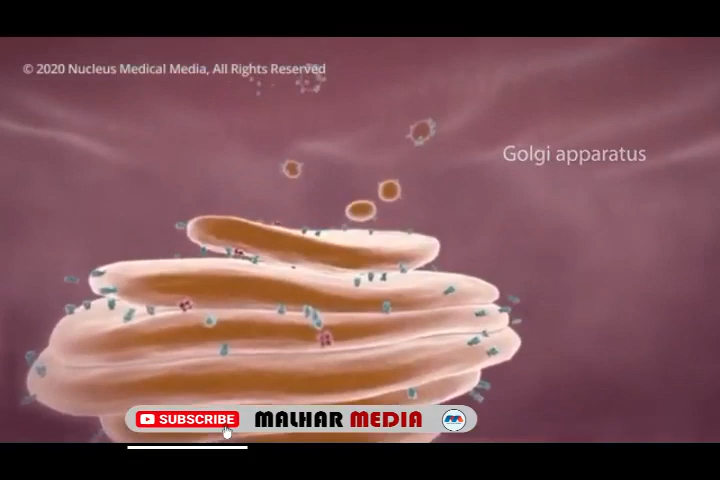 © 2020 Nucleus Medical Media, All Rights Reserved
Golgi apparatus
SUBSCRIBE MALHAR MEDIA